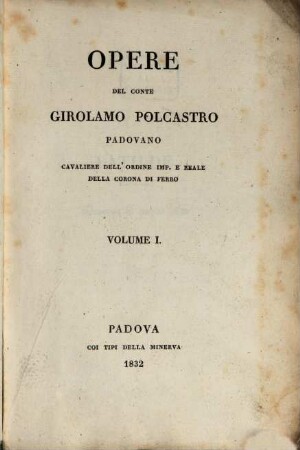 OPERE
DEL CONTE
GIROLAMO POLCASTRO
PADOVANO
CAVALIERE DELL'ORDINE IMP. E REALE
DELLA CORONA DI FERRO
VOLUME I.
PADOVA
COI TIPI DELLA MINERVA
1832